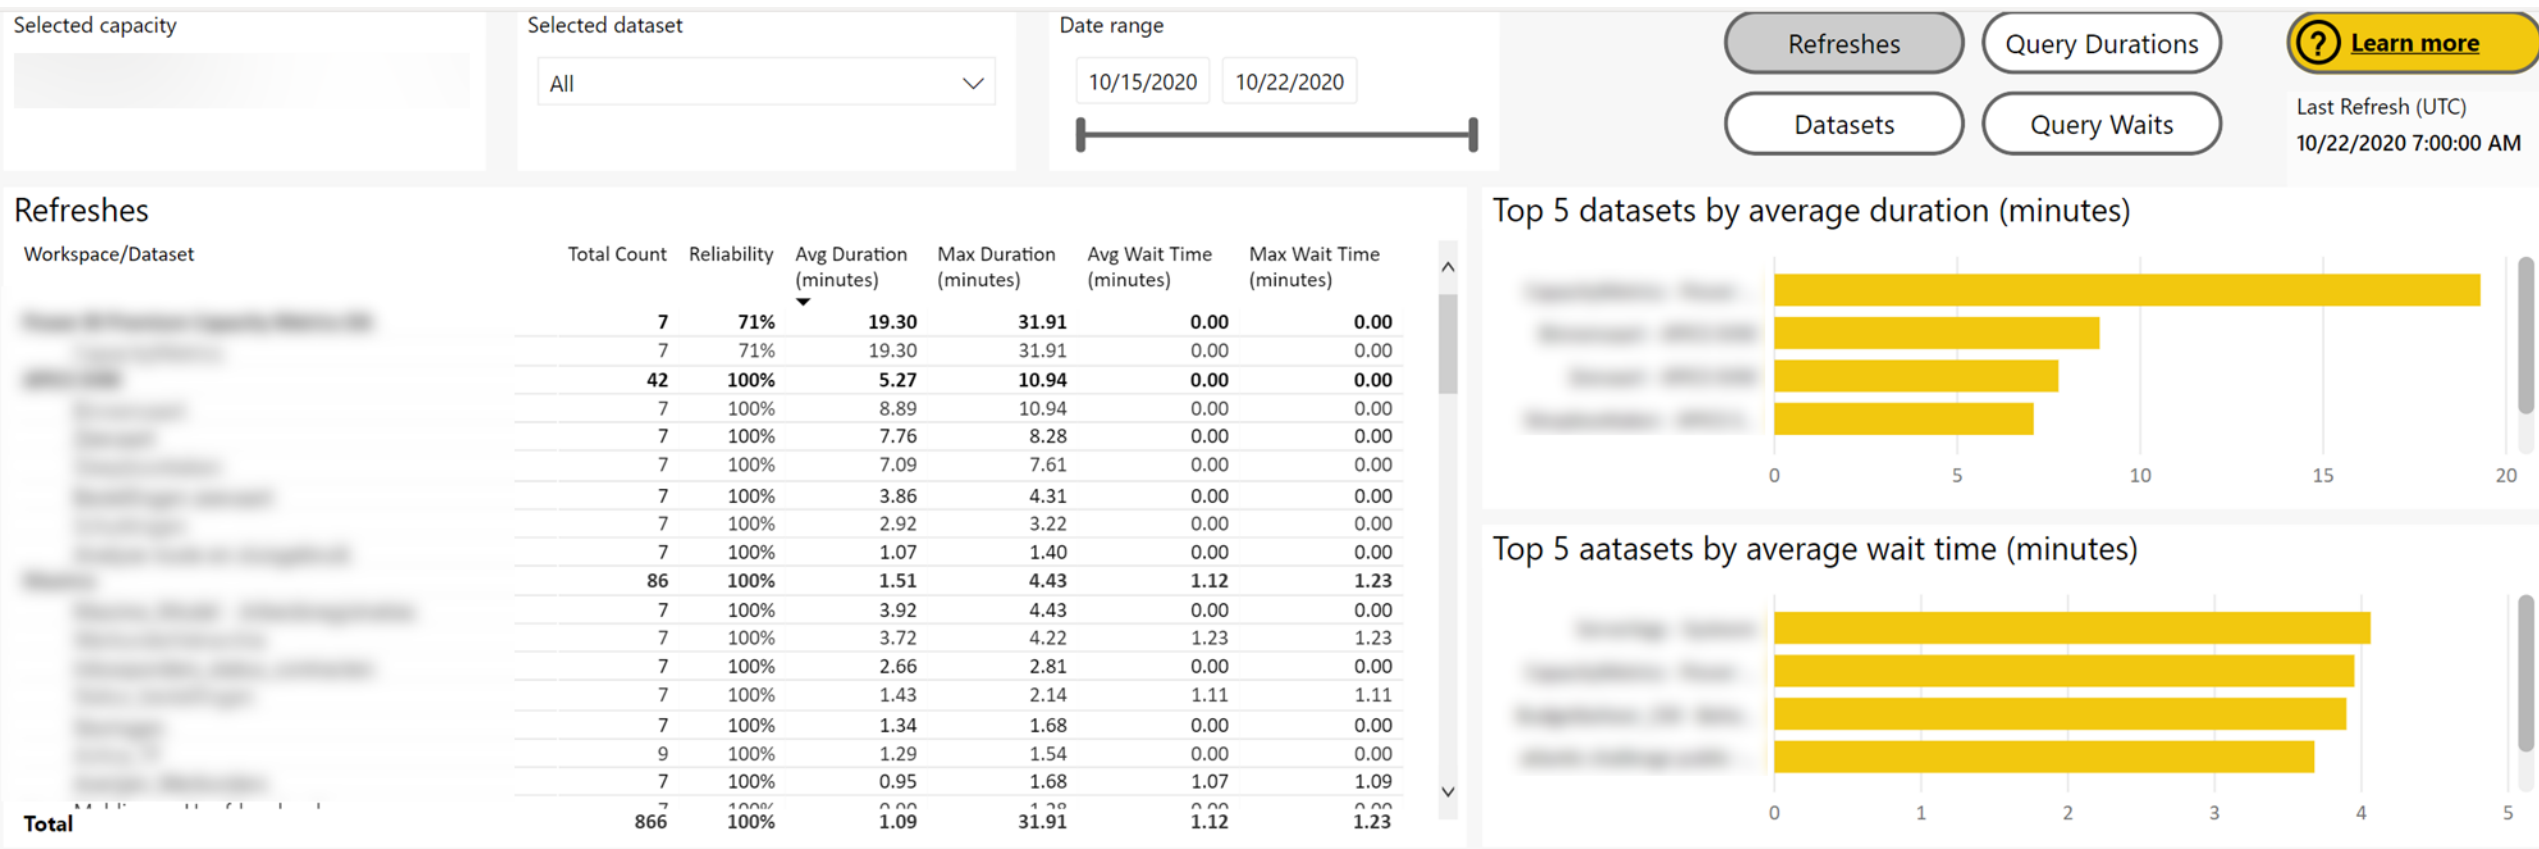 Selected capacity
Selected dataset
All
Date range
10/15/2020 10/22/2020
Refreshes
Query Durations
Datasets
Query Waits
? Learn more
Last Refresh (UTC)
10/22/2020 7:00:00 AM
Refreshes
Workspace/Dataset Total Count Reliability Avg Duration (minutes) Max Duration (minutes) Avg Wait Time (minutes) Max Wait Time (minutes)
7 71% 19.30 31.91 0.00 0.00
7 71% 19.30 31.91 0.00 0.00
42 100% 5.27 10.94 0.00 0.00
7 100% 8.89 10.94 0.00 0.00
7 100% 7.76 8.28 0.00 0.00
7 100% 7.09 7.61 0.00 0.00
7 100% 3.86 4.31 0.00 0.00
7 100% 2.92 3.22 0.00 0.00
7 100% 1.07 1.40 0.00 0.00
86 100% 1.51 4.43 1.12 1.23
7 100% 3.92 4.43 0.00 0.00
7 100% 3.72 4.22 1.23 1.23
7 100% 2.66 2.81 0.00 0.00
7 100% 1.43 2.14 1.11 1.11
7 100% 1.34 1.68 0.00 0.00
9 100% 1.29 1.54 0.00 0.00
7 100% 0.95 1.68 1.07 1.09
Total 866 100% 1.09 31.91 1.12 1.23
Top 5 datasets by average duration (minutes)
0 5 10 15 20
Top 5 aatasets by average wait time (minutes)
0 1 2 3 4 5